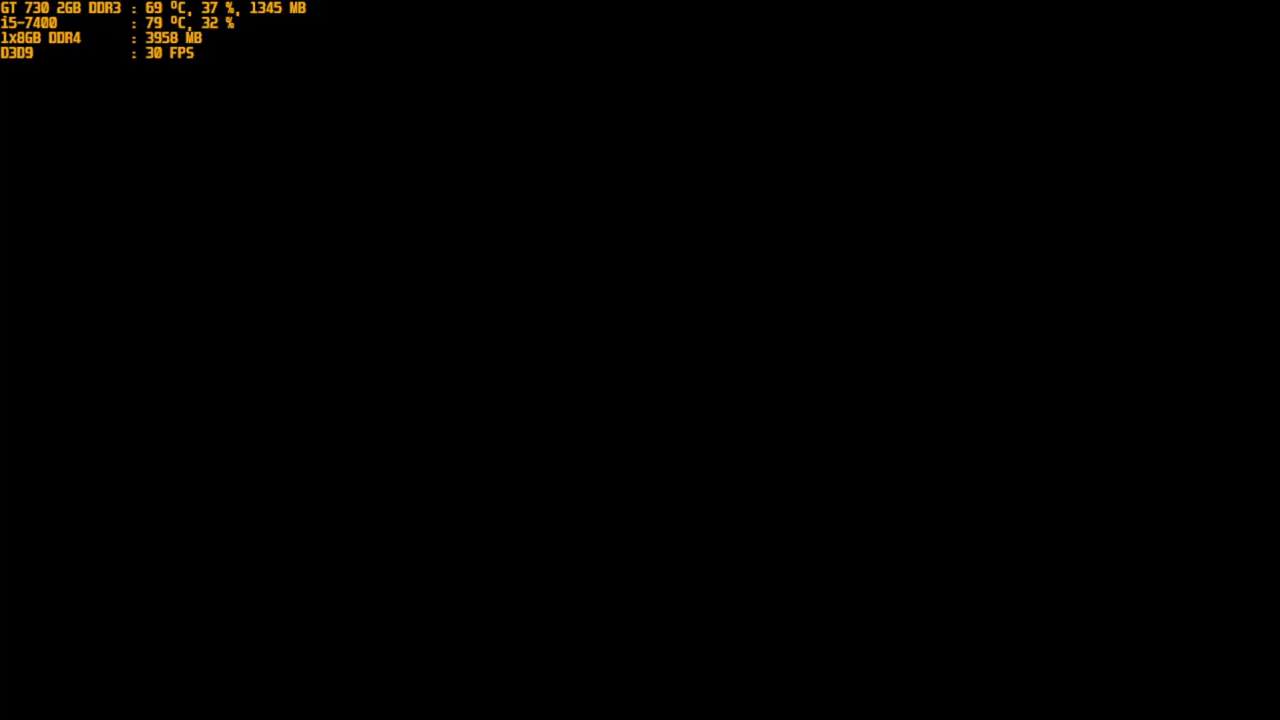 GT 730 2GB DDR3 : 69 ºC, 37 %, 1345 MB
i5-7400 : 79 ºC, 32 %
1x8GB DDR4 : 3958 MB
D3D9 : 30 FPS